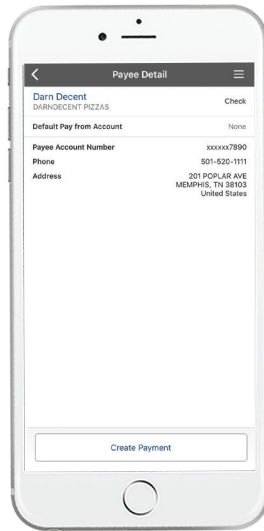 Payee Detail
Darn Decent
Check
DARNDECENT PIZZAS
Default Pay from Account None
Payee Account Number xxxxxx7890
Phone 501-520-1111
Address 201 POPLAR AVE
MEMPHIS, TN 38103
United States
Create Payment